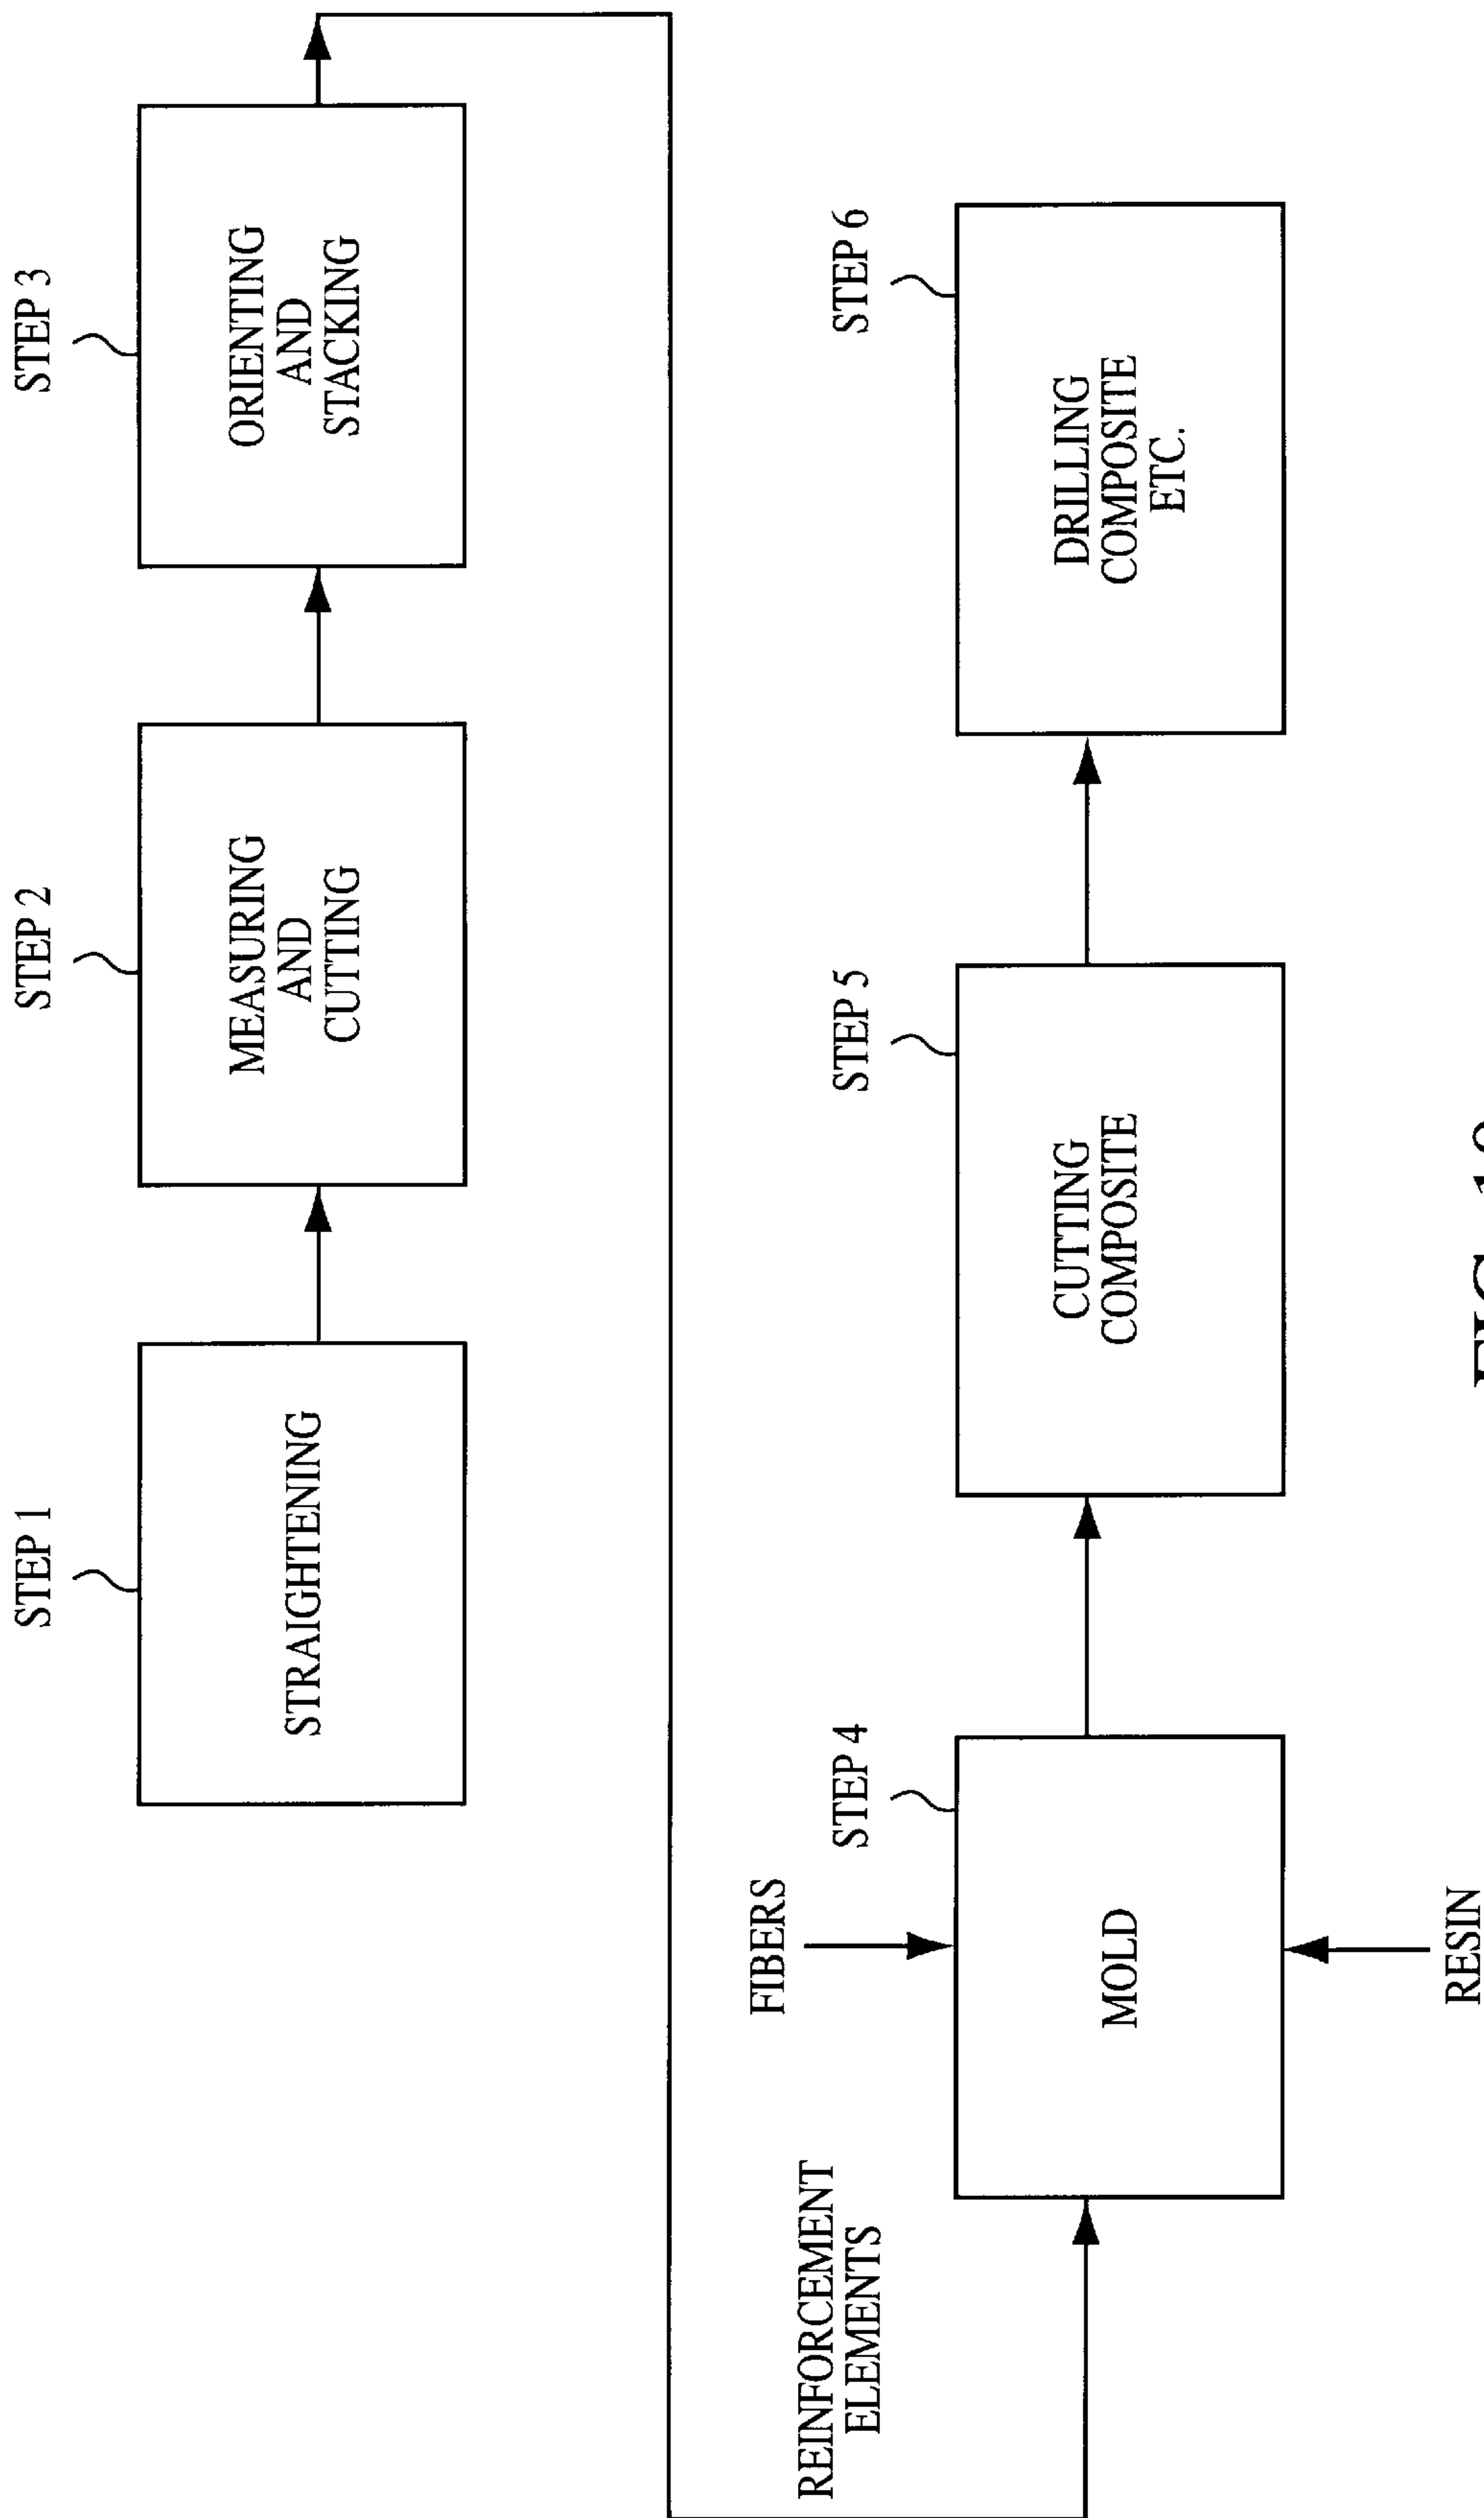 STEP 1
STRAIGHTENING
STEP 2
MEASURING
AND
CUTTING
STEP 3
ORIENTING
AND
STACKING
REINFORCEMENT
ELEMENTS
FIBERS
STEP 4
MOLD
RESIN
STEP 5
CUTTING
COMPOSITE
STEP 6
DRILLING
COMPOSITE
ETC.